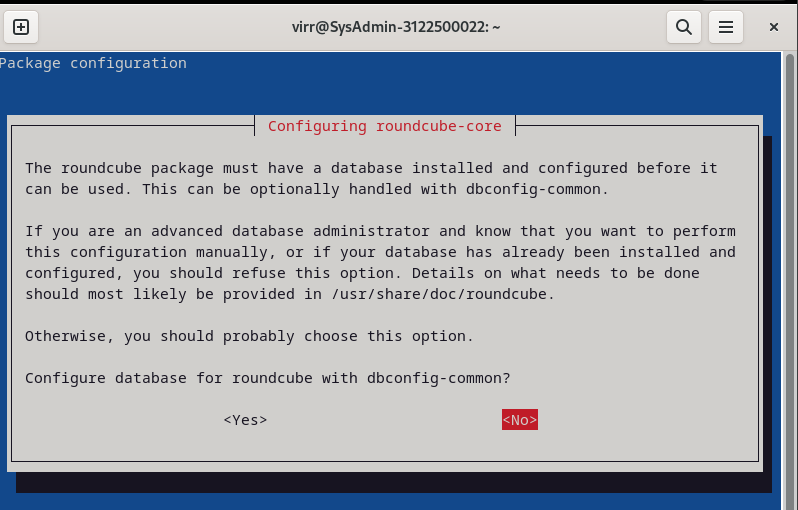 virr@SysAdmin-3122500022: ~
Package configuration
Configuring roundcube-core
The roundcube package must have a database installed and configured before it
can be used. This can be optionally handled with dbconfig-common.
If you are an advanced database administrator and know that you want to perform
this configuration manually, or if your database has already been installed and
configured, you should refuse this option. Details on what needs to be done
should most likely be provided in /usr/share/doc/roundcube.
Otherwise, you should probably choose this option.
Configure database for roundcube with dbconfig-common?
<Yes> <No>